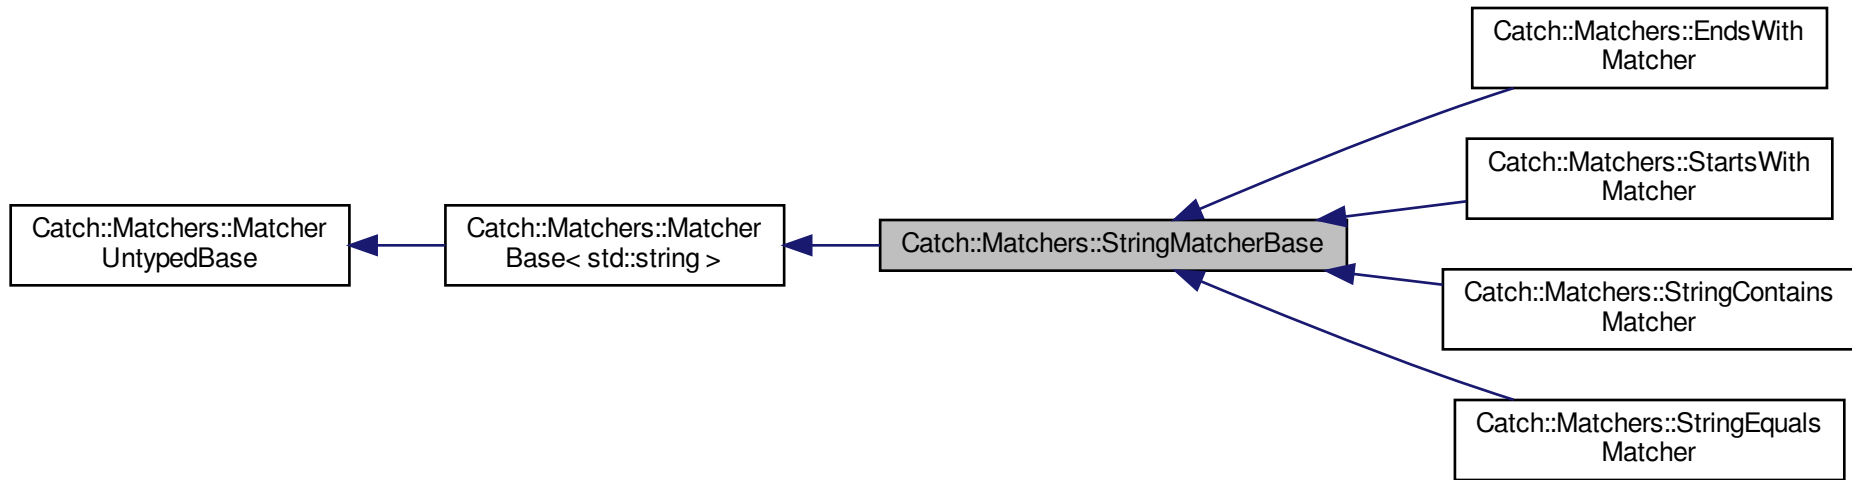 Catch::Matchers::Matcher
UntypedBase
Catch::Matchers::Matcher
Base< std::string >
Catch::Matchers::StringMatcherBase
Catch::Matchers::EndsWith
Matcher
Catch::Matchers::StartsWith
Matcher
Catch::Matchers::StringContains
Matcher
Catch::Matchers::StringEquals
Matcher